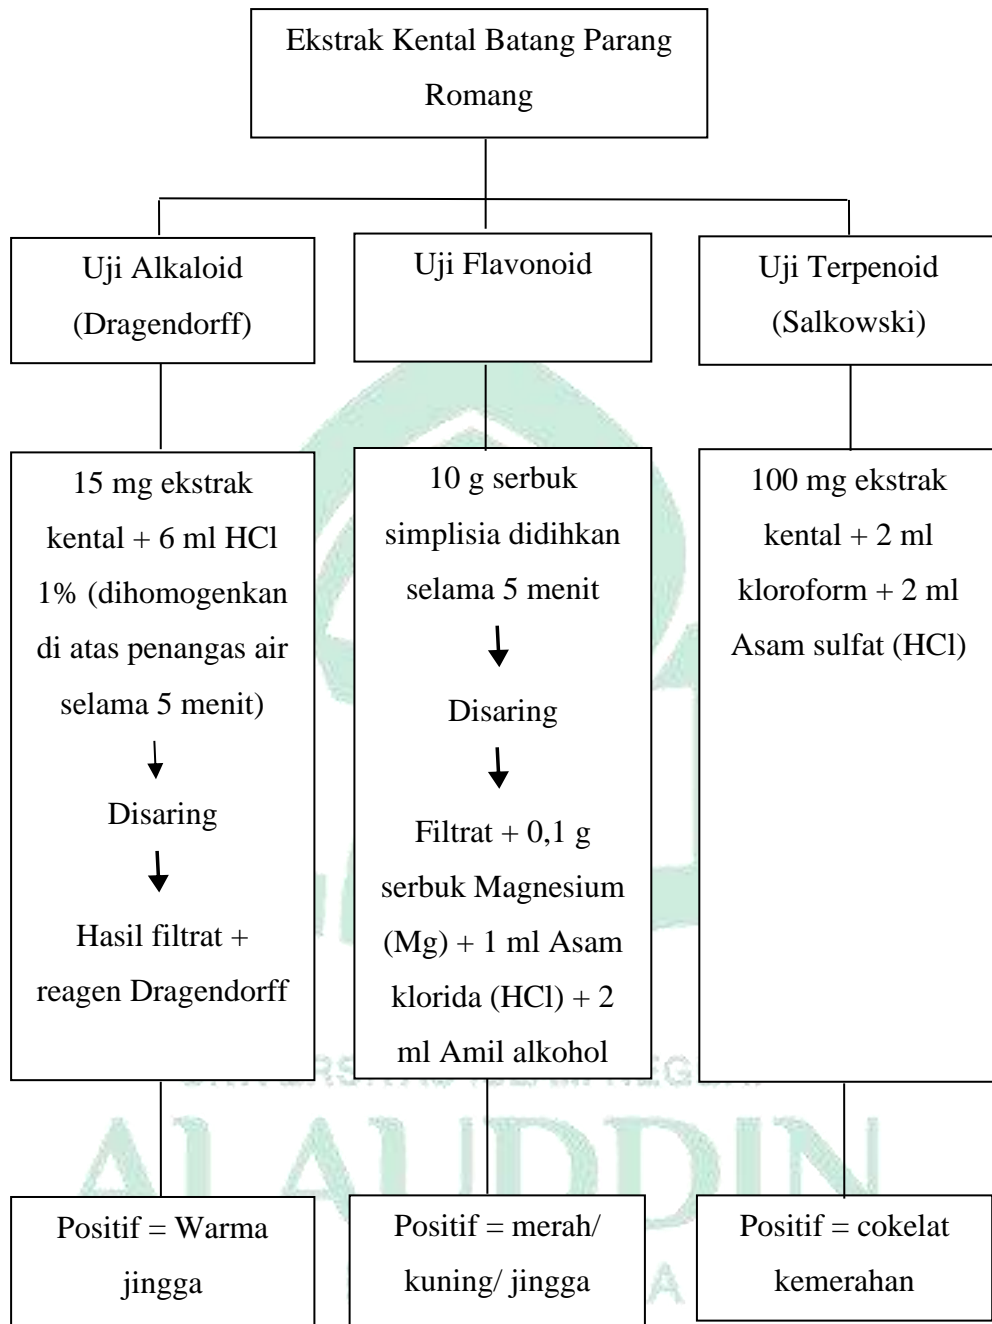 Ekstrak Kental Batang Parang
Romang
Uji Alkaloid
(Dragendorff)
Uji Flavonoid
Uji Terpenoid
(Salkowski)
15 mg ekstrak
kental + 6 ml HCl
1% (dihomogenkan
di atas penangas air
selama 5 menit)
Disaring
Hasil filtrat +
reagen Dragendorff
10 g serbuk
simplisia didihkan
selama 5 menit
Disaring
Filtrat + 0,1 g
serbuk Magnesium
(Mg) + 1 ml Asam
klorida (HCl) + 2
ml Amil alkohol
100 mg ekstrak
kental + 2 ml
kloroform + 2 ml
Asam sulfat (HCl)
ALAUDDIN
Positif = Warma
jingga
Positif = merah/
kuning/ jingga
Positif = cokelat
kemerahan